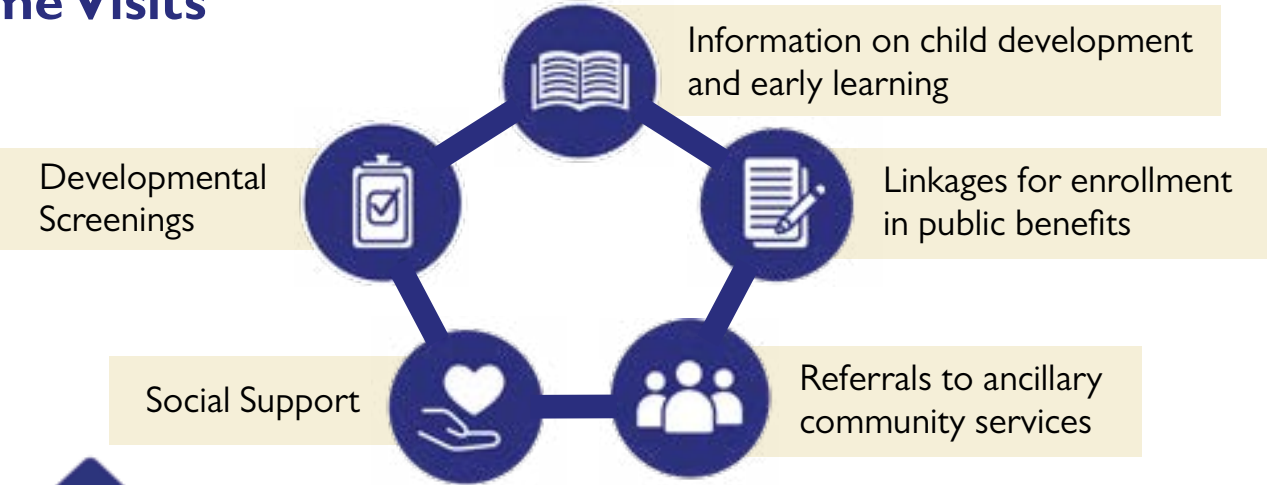 Visits
Information on child development
and early learning
Developmental
Screenings
Linkages for enrollment
in public benefits
Social Support
Referrals to ancillary
community services